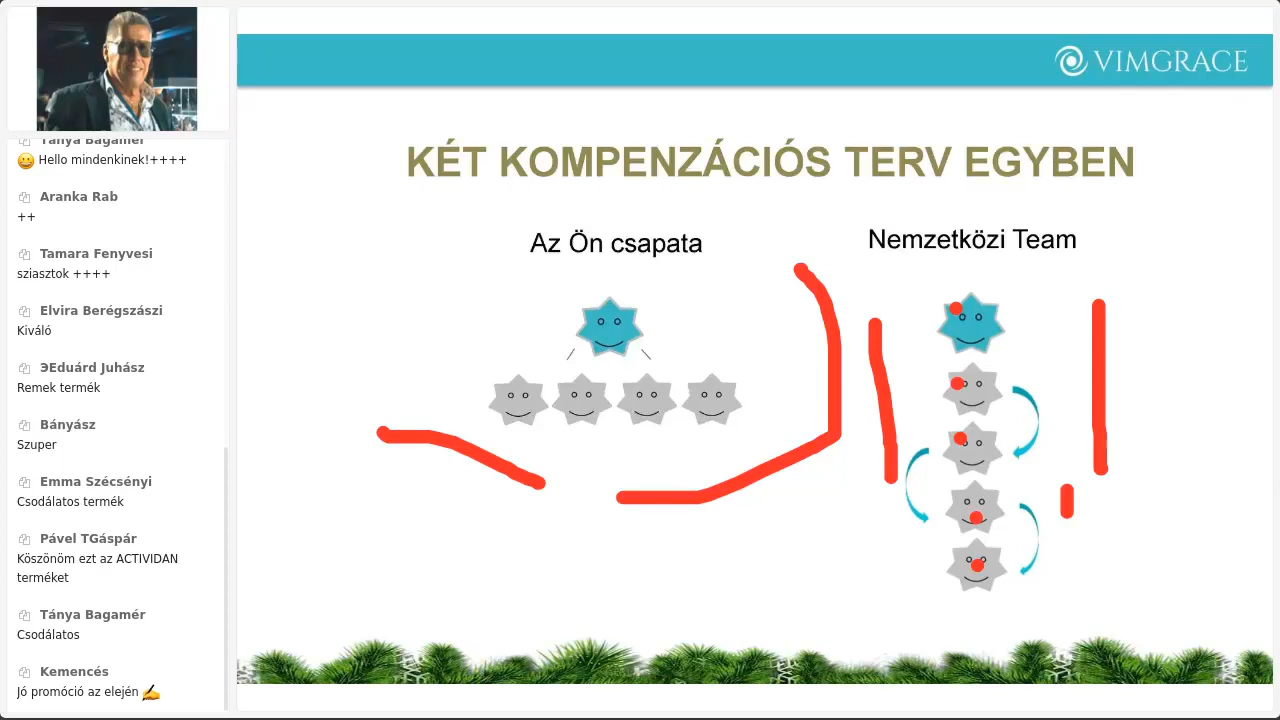 Tánya Bagamér
Hello mindenkinek!++++
Aranka Rab
++
Tamara Fenyvesi
sziasztok ++++
Elvira Berégszászi
Kiváló
ЭEduárd Juhász
Remek termék
Bányász
Szuper
Emma Szécsényi
Csodálatos termék
Pável TGáspár
Köszönöm ezt az ACTIVIDAN
terméket
Tánya Bagamér
Csodálatos
Kemencés
Jó promóció az elején
VIMGRACE
KÉT KOMPENZÁCIÓS TERV EGYBEN
Az Ön csapata
Nemzetközi Team